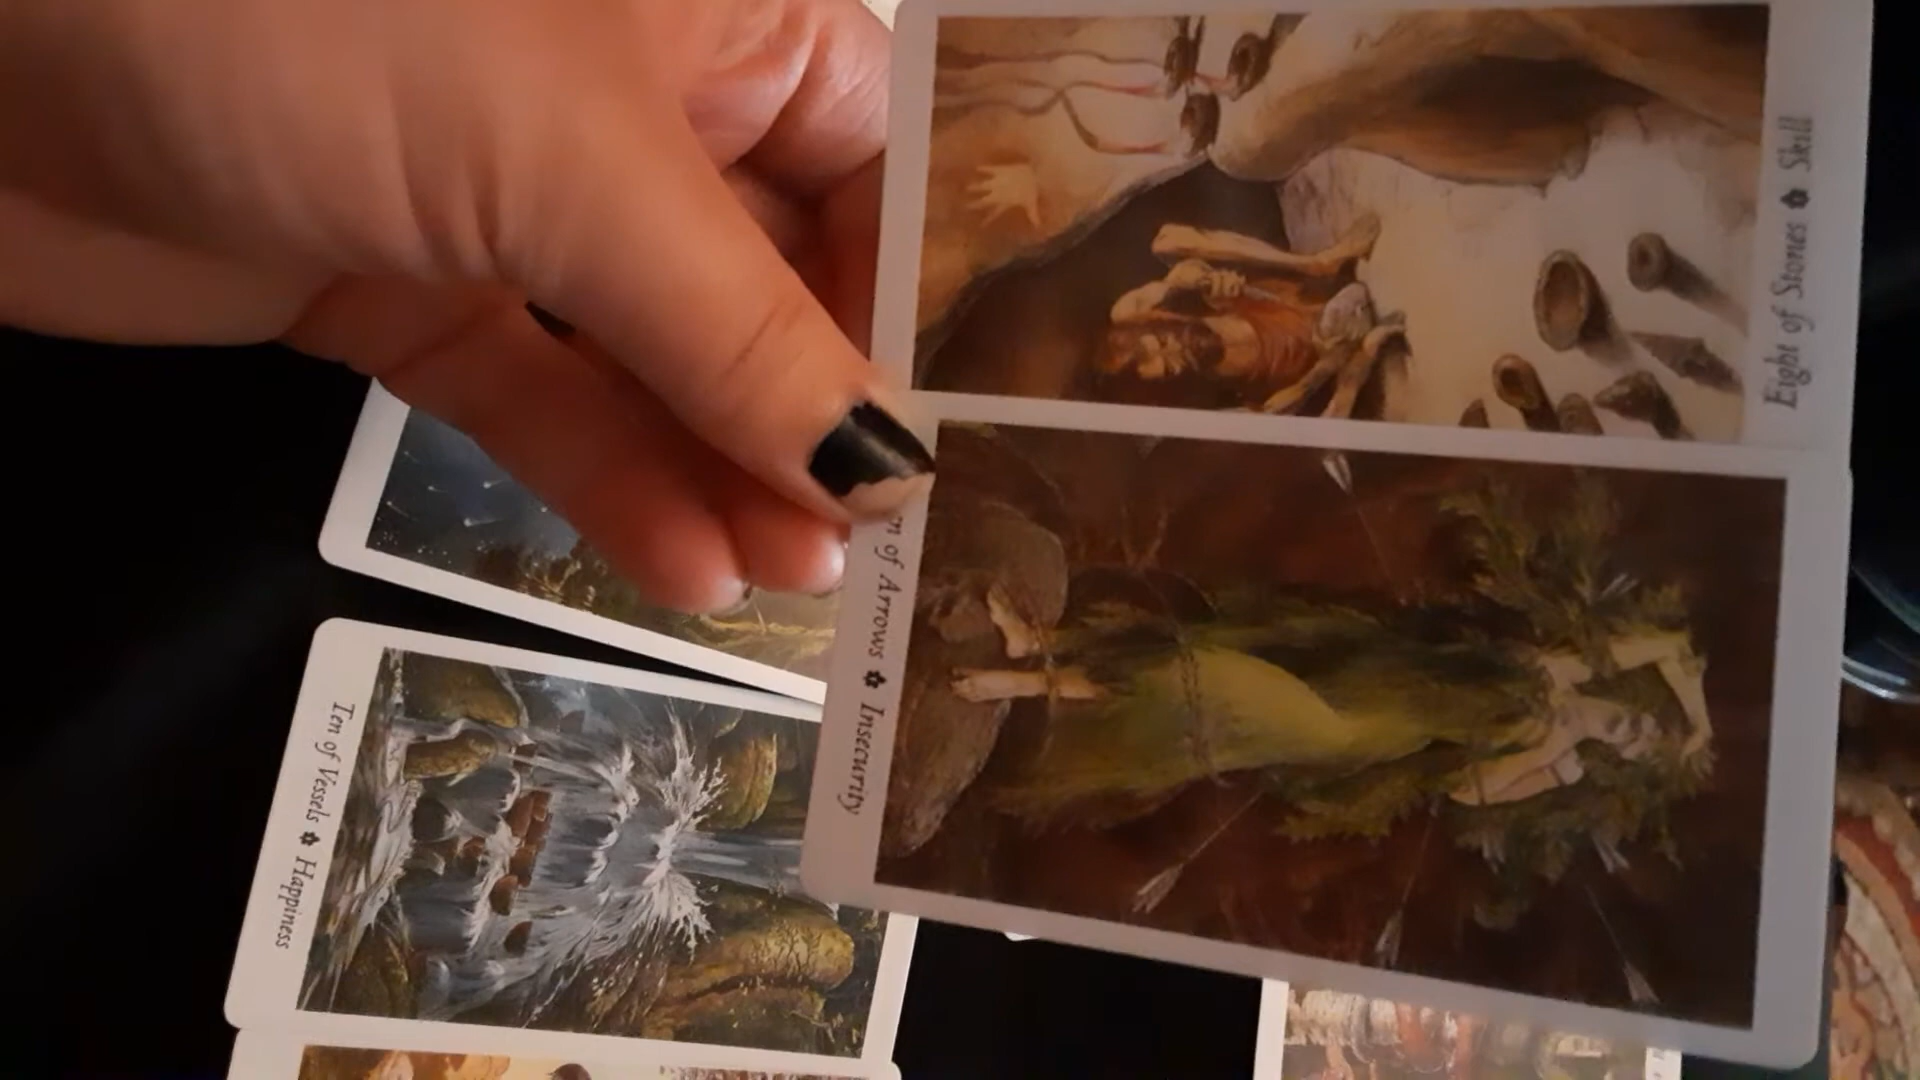 Eight of Stones ✽ Skill
of Arrows ✽ Insecurity
Ten of Vessels ✽ Happiness